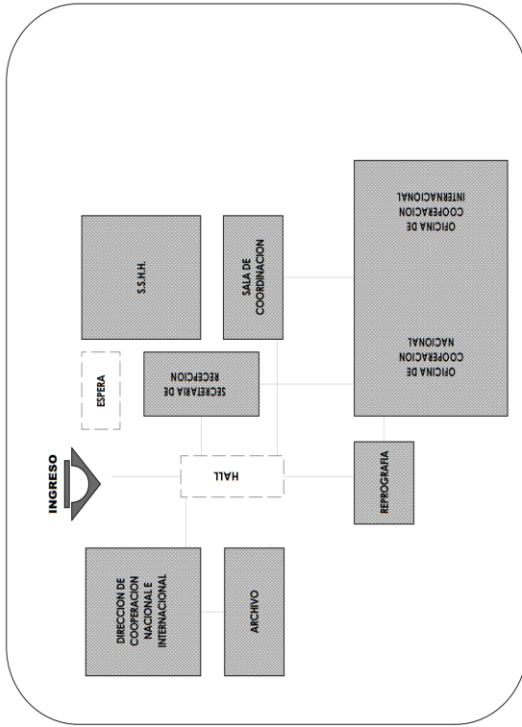 INGRESO
ESPERA
S.S.H.H.
SECRETARIA DE
RECEPCION
SALA DE
COORDINACION
HALL
DIRECCION DE
COOPERACION
NACIONAL E
INTERNACIONAL
ARCHIVO
REPROGRAFIA
OFICINA DE
COOPERACION
NACIONAL
OFICINA DE
COOPERACION
INTERNACIONAL